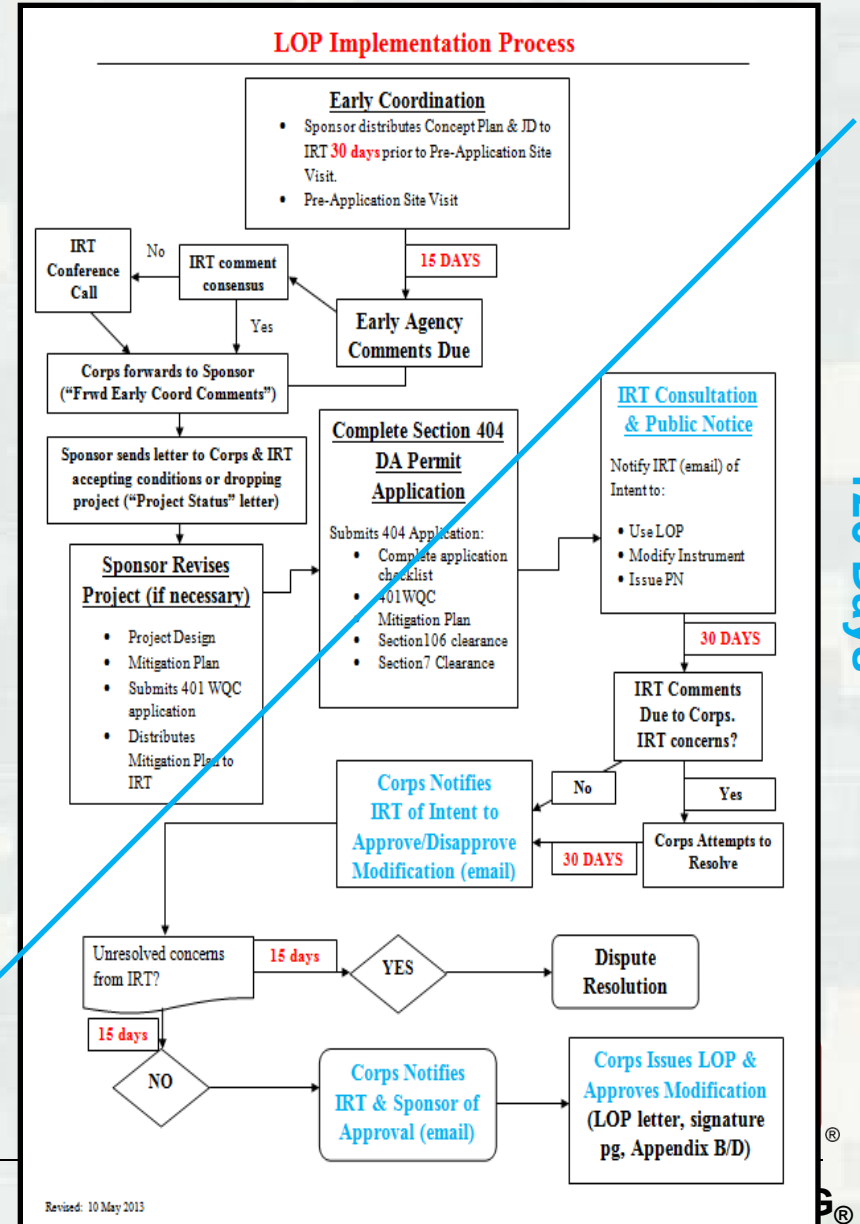 LOP Implementation Process
Early Coordination
• Sponsor distributes Concept Plan & JD to
IRT 30 days prior to Pre-Application Site
Visit.
• Pre-Application Site Visit
15 DAYS
IRT
Conference
Call
No
IRT comment
consensus
Yes
Early Agency
Comments Due
Corps forwards to Sponsor
("Frwd Early Coord Comments")
Sponsor sends letter to Corps & IRT
accepting conditions or dropping
project ("Project Status" letter)
Sponsor Revises
Project (if necessary)
• Project Design
• Mitigation Plan
• Submits 401 WQC
application
• Distributes
Mitigation Plan to
IRT
Complete Section 404
DA Permit
Application
Submits 404 Application:
• Complete application
checklist
• 401WQC
• Mitigation Plan
• Section106 clearance
• Section7 Clearance
IRT Consultation
& Public Notice
Notify IRT (email) of
Intent to:
• Use LOP
• Modify Instrument
• Issue PN
30 DAYS
IRT Comments
Due to Corps.
IRT concerns?
No
Yes
Corps Attempts to
Resolve
30 DAYS
Corps Notifies
IRT of Intent to
Approve/Disapprove
Modification (email)
Unresolved concerns
from IRT?
15 days
YES
Dispute
Resolution
15 days
NO
Corps Notifies
IRT & Sponsor of
Approval (email)
Corps Issues LOP &
Approves Modification
(LOP letter, signature
pg, Appendix B/D)
Revised: 10 May 2013
Days
®
G®